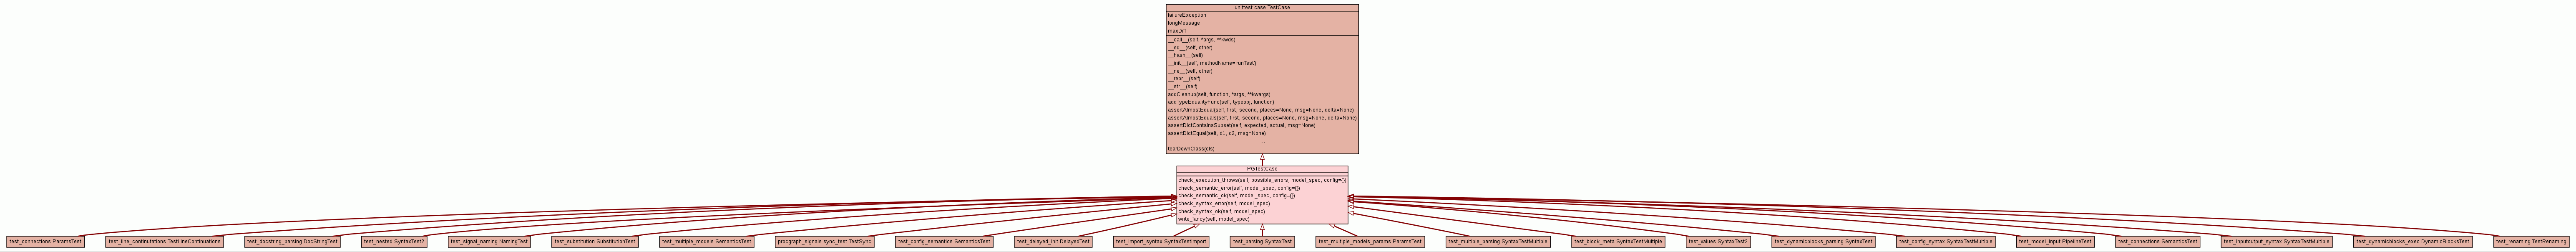 unittest.case.TestCase
failureException
longMessage
maxDiff
__call__(self, *args, **kwds)
__eq__(self, other)
__hash__(self)
__init__(self, methodName='runTest')
__ne__(self, other)
__repr__(self)
__str__(self)
addCleanup(self, function, *args, **kwargs)
addTypeEqualityFunc(self, typeobj, function)
assertAlmostEqual(self, first, second, places=None, msg=None, delta=None)
assertAlmostEquals(self, first, second, places=None, msg=None, delta=None)
assertDictContainsSubset(self, expected, actual, msg=None)
assertDictEqual(self, d1, d2, msg=None)
...
tearDownClass(cls)
PGTestCase
check_execution_throws(self, possible_errors, model_spec, config={})
check_semantic_error(self, model_spec, config={})
check_semantic_ok(self, model_spec, config={})
check_syntax_error(self, model_spec)
check_syntax_ok(self, model_spec)
write_fancy(self, model_spec)
test_connections.ParamsTest
test_line_continutations.TestLineContinuations
test_docstring_parsing.DocStringTest
test_nested.SyntaxTest2
test_signal_naming.NamingTest
test_substitution.SubstitutionTest
test_multiple_models.SemanticsTest
procgraph_signals.sync_test.TestSync
test_config_semantics.SemanticsTest
test_delayed_init.DelayedTest
test_import_syntax.SyntaxTestImport
test_parsing.SyntaxTest
test_multiple_models_params.ParamsTest
test_multiple_parsing.SyntaxTestMultiple
test_block_meta.SyntaxTestMultiple
test_values.SyntaxTest2
test_dynamicblocks_parsing.SyntaxTest
test_config_syntax.SyntaxTestMultiple
test_model_input.PipelineTest
test_connections.SemanticsTest
test_inputoutput_syntax.SyntaxTestMultiple
test_dynamicblocks_exec.DynamicBlocksTest
test_renaming.TestRenaming